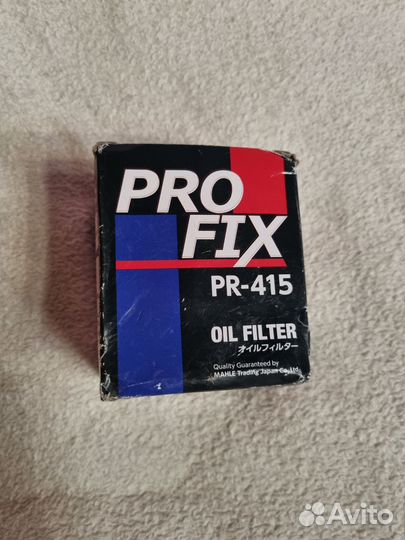 PRO
FIX
PR-415
OIL FILTER
オイルフィルター
Quality Guaranteed by
MAHLE Trading Japan Co,.Ltd
Avito